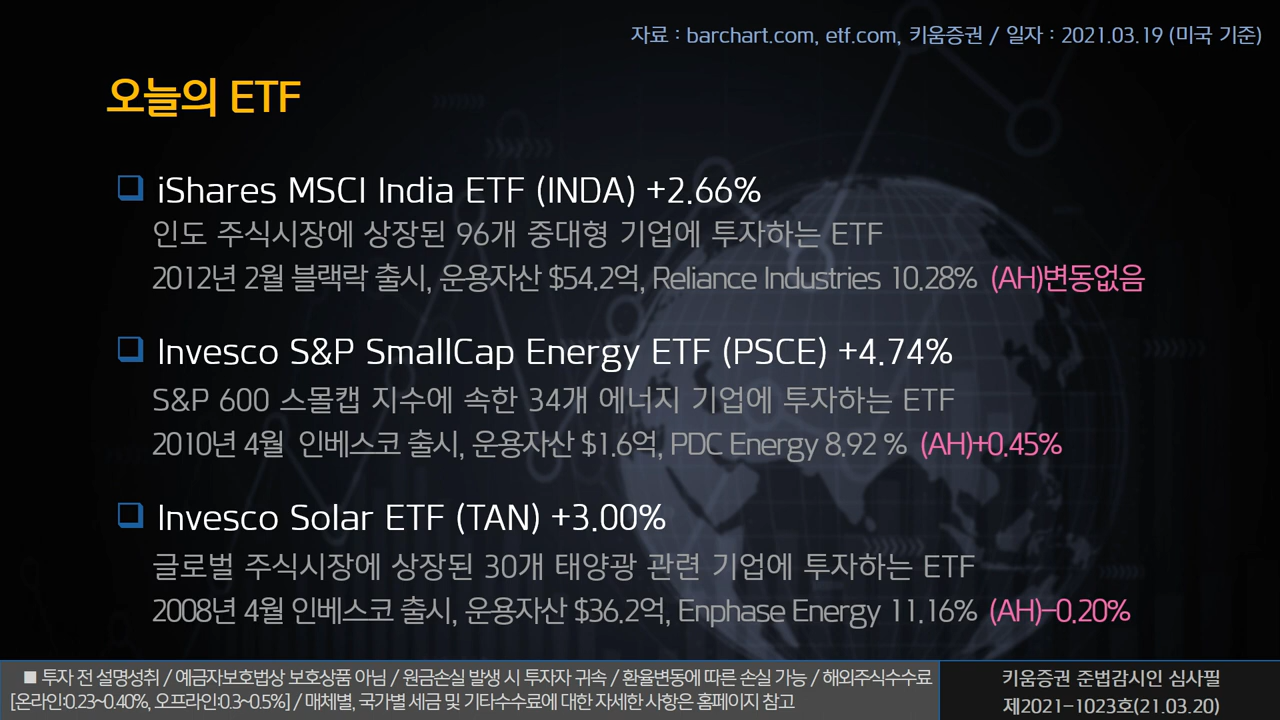 자료 : barchart.com, etf.com, 키움증권 / 일자 : 2021.03.19 (미국 기준)
오늘의 ETF
❑ iShares MSCI India ETF (INDA) +2.66%
인도 주식시장에 상장된 96개 중대형 기업에 투자하는 ETF
2012년 2월 블랙락 출시, 운용자산 $54.2억, Reliance Industries 10.28% (AH)변동없음
❑ Invesco S&P SmallCap Energy ETF (PSCE) +4.74%
S&P 600 스몰캡 지수에 속한 34개 에너지 기업에 투자하는 ETF
2010년 4월 인베스코 출시, 운용자산 $1.6억, PDC Energy 8.92 % (AH)+0.45%
❑ Invesco Solar ETF (TAN) +3.00%
글로벌 주식시장에 상장된 30개 태양광 관련 기업에 투자하는 ETF
2008년 4월 인베스코 출시, 운용자산 $36.2억, Enphase Energy 11.16% (AH)-0.20%
■ 투자 전 설명성취 / 예금자보호법상 보호상품 아님 / 원금손실 발생 시 투자자 귀속 / 환율변동에 따른 손실 가능 / 해외주식수수료
[온라인:0.23~0.40%, 오프라인:0.3~0.5%] / 매체별, 국가별 세금 및 기타수수료에 대한 자세한 사항은 홈페이지 참고
키움증권 준법감시인 심사필
제2021-1023호(21.03.20)